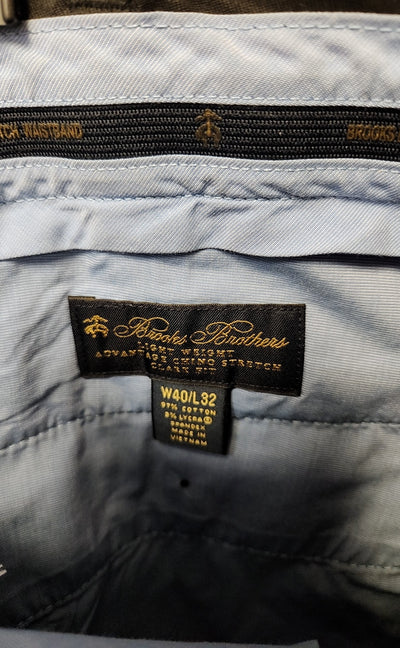 TCH WAISTBAND BROOKS
Brooks Brothers
LIGHT WEIGHT
ADVANTAGE CHINO STRETCH
CLARK FIT
W40/L32
97% COTTON
3% LYCRA®
BRANDEX
MADE IN
VIETNAM